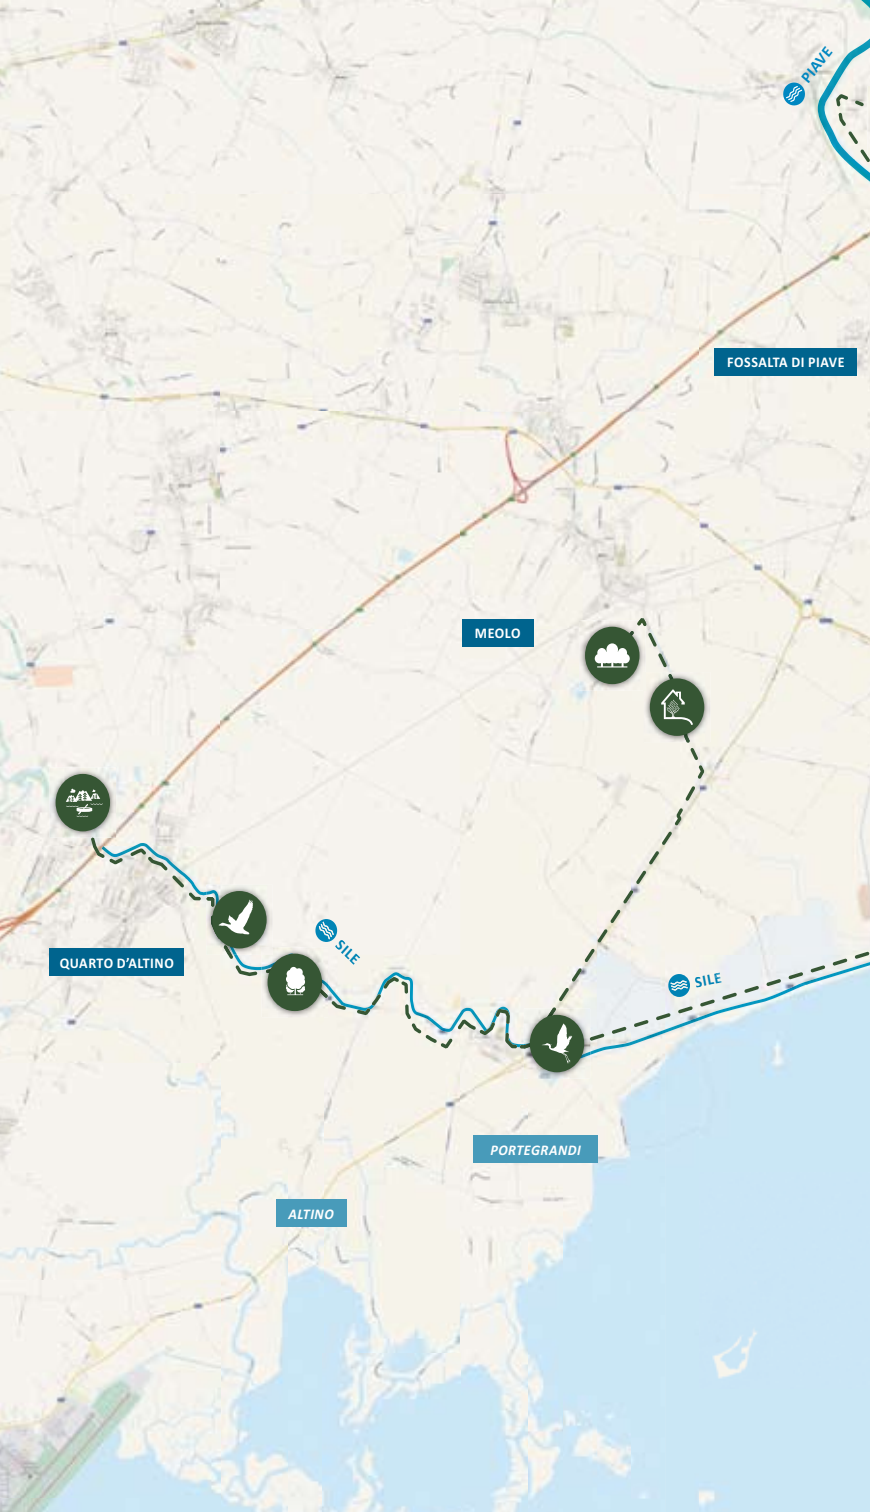 PIAVE
FOSSALTA DI PIAVE
MEOLO
QUARTO D'ALTINO
SILE
SILE
PORTEGRANDI
ALTINO